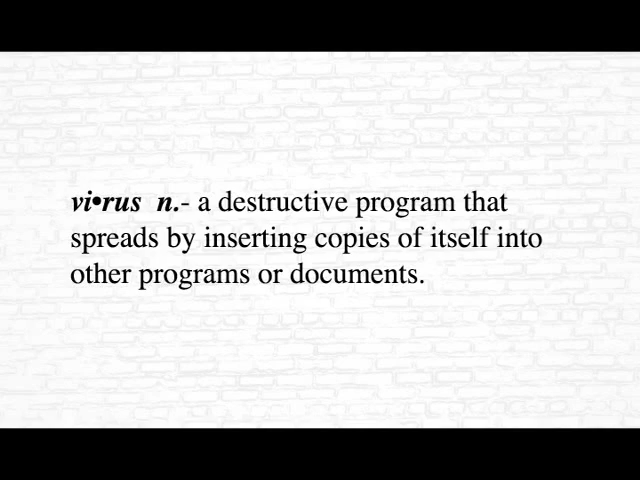 vi•rus n.- a destructive program that
spreads by inserting copies of itself into
other programs or documents.